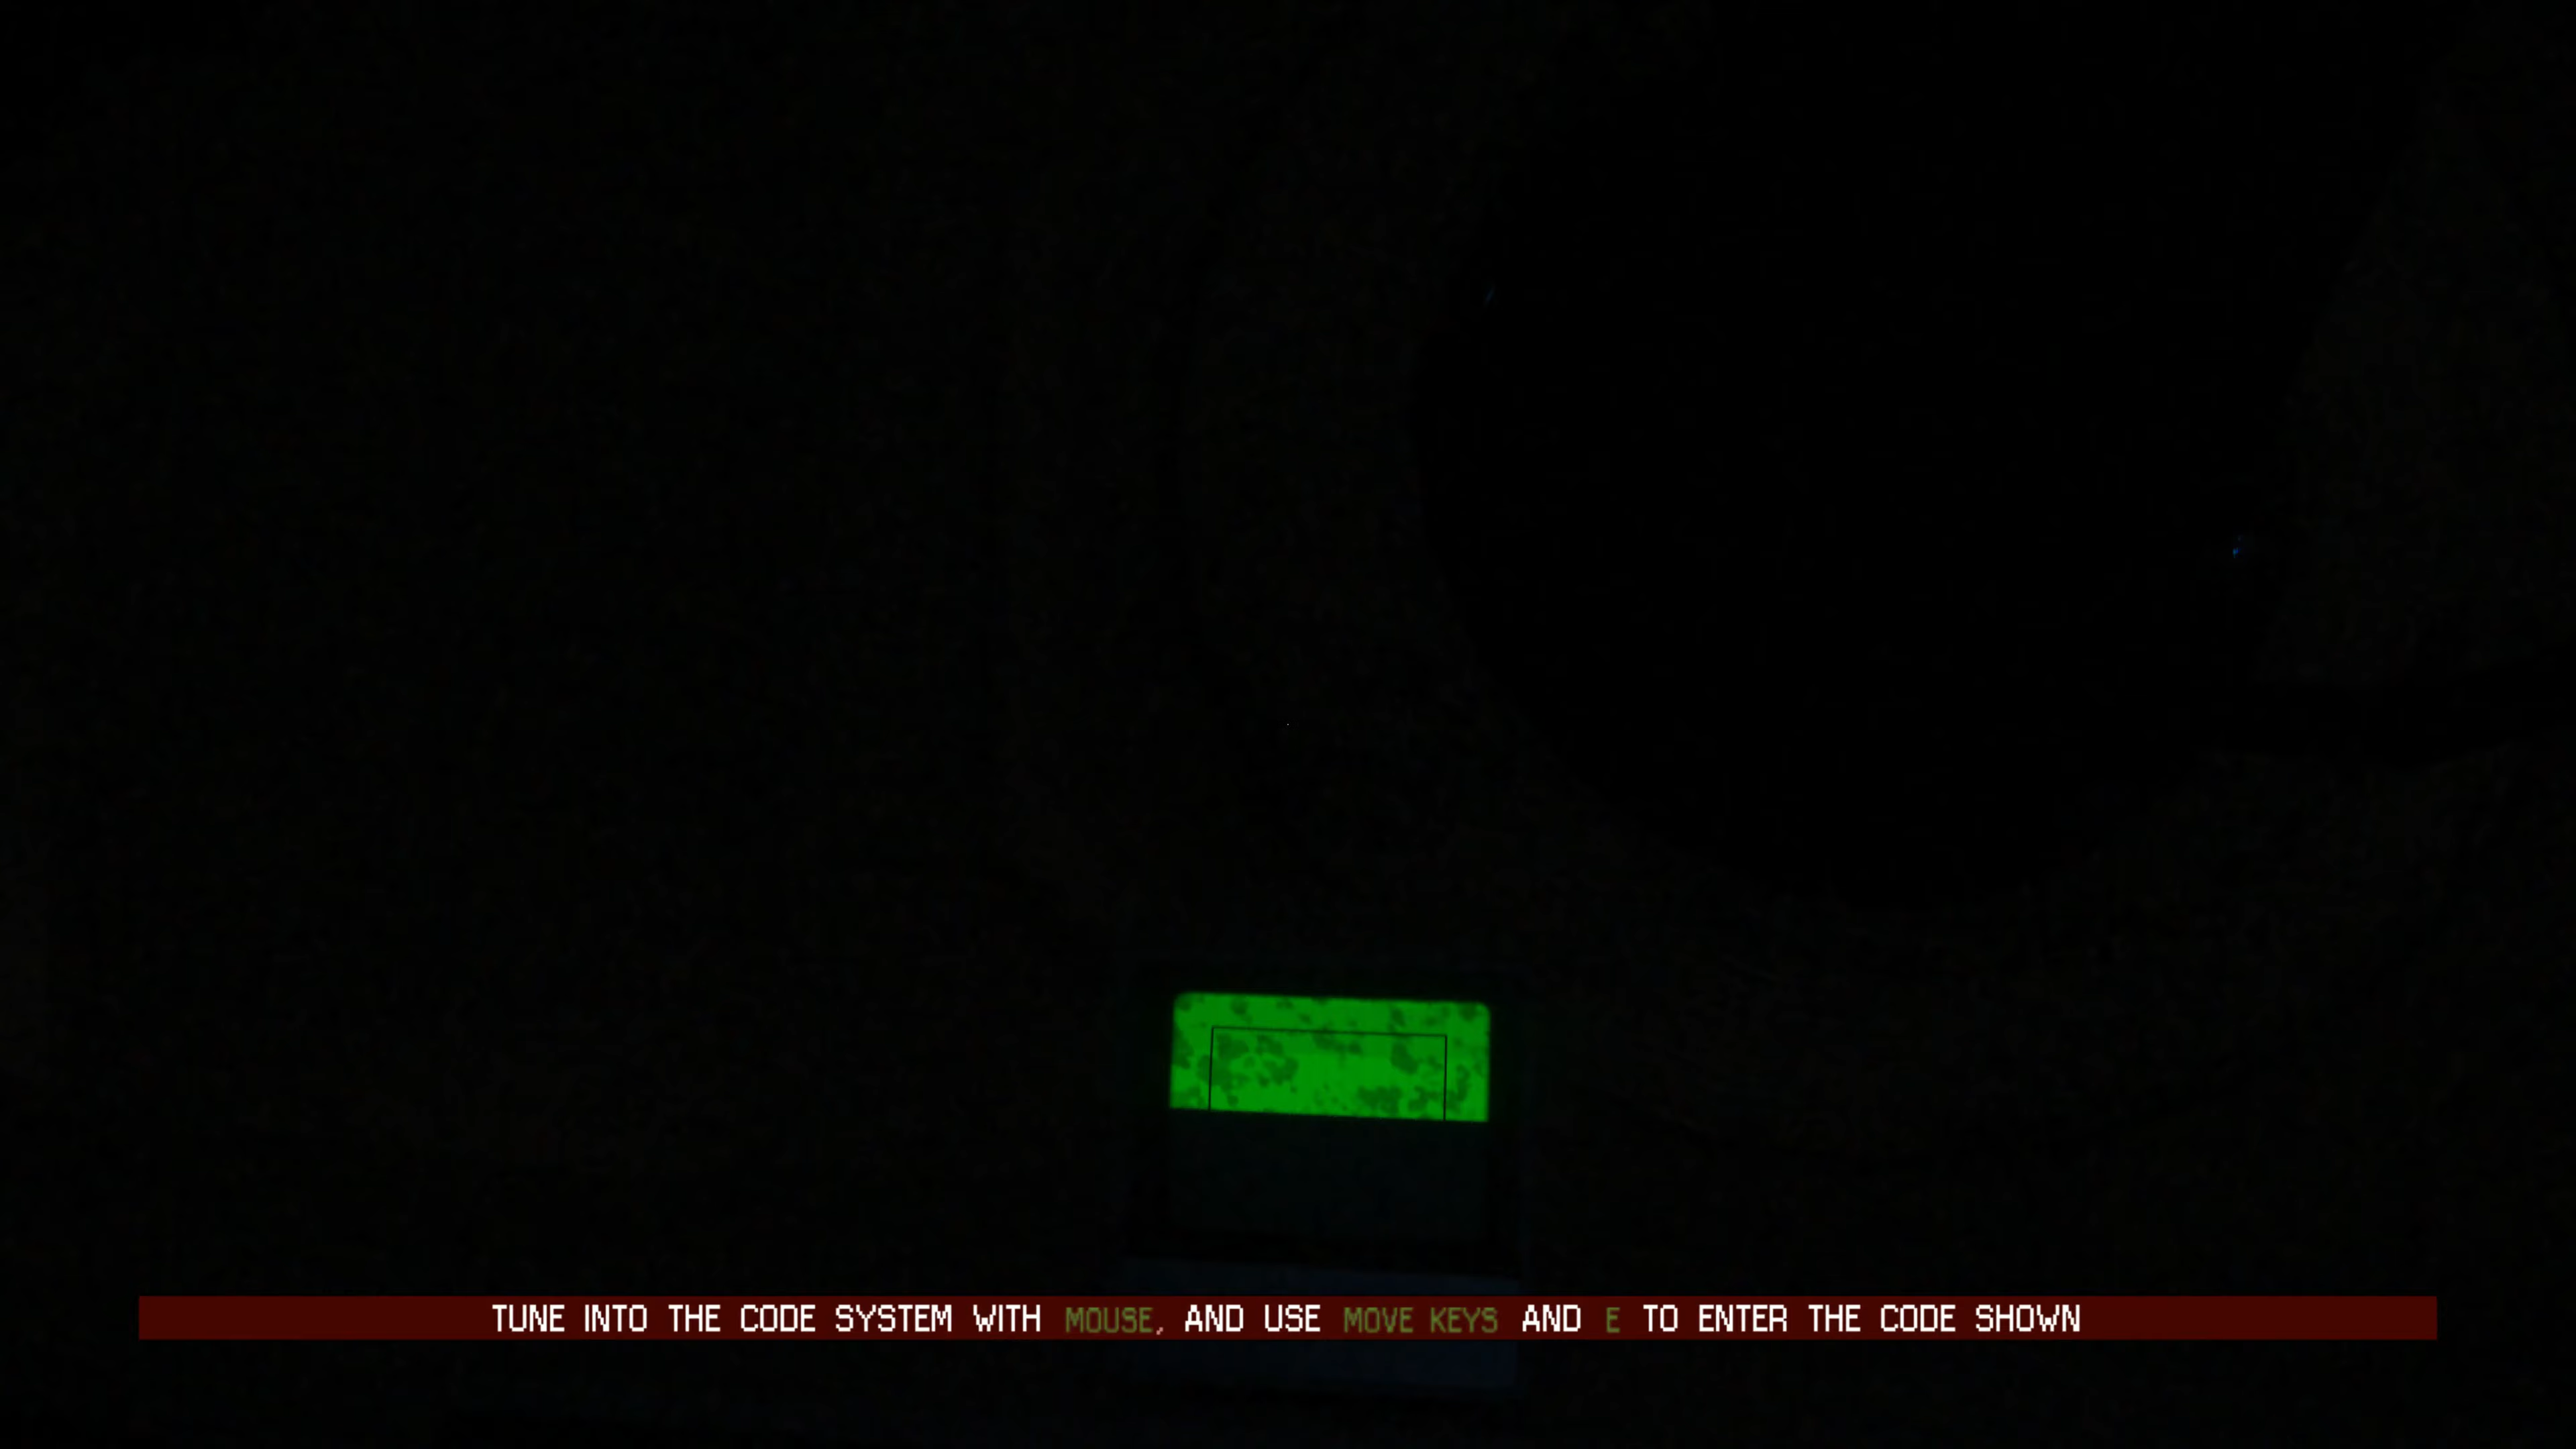 TUNE INTO THE CODE SYSTEM WITH MOUSE, AND USE MOVE KEYS AND E TO ENTER THE CODE SHOWN